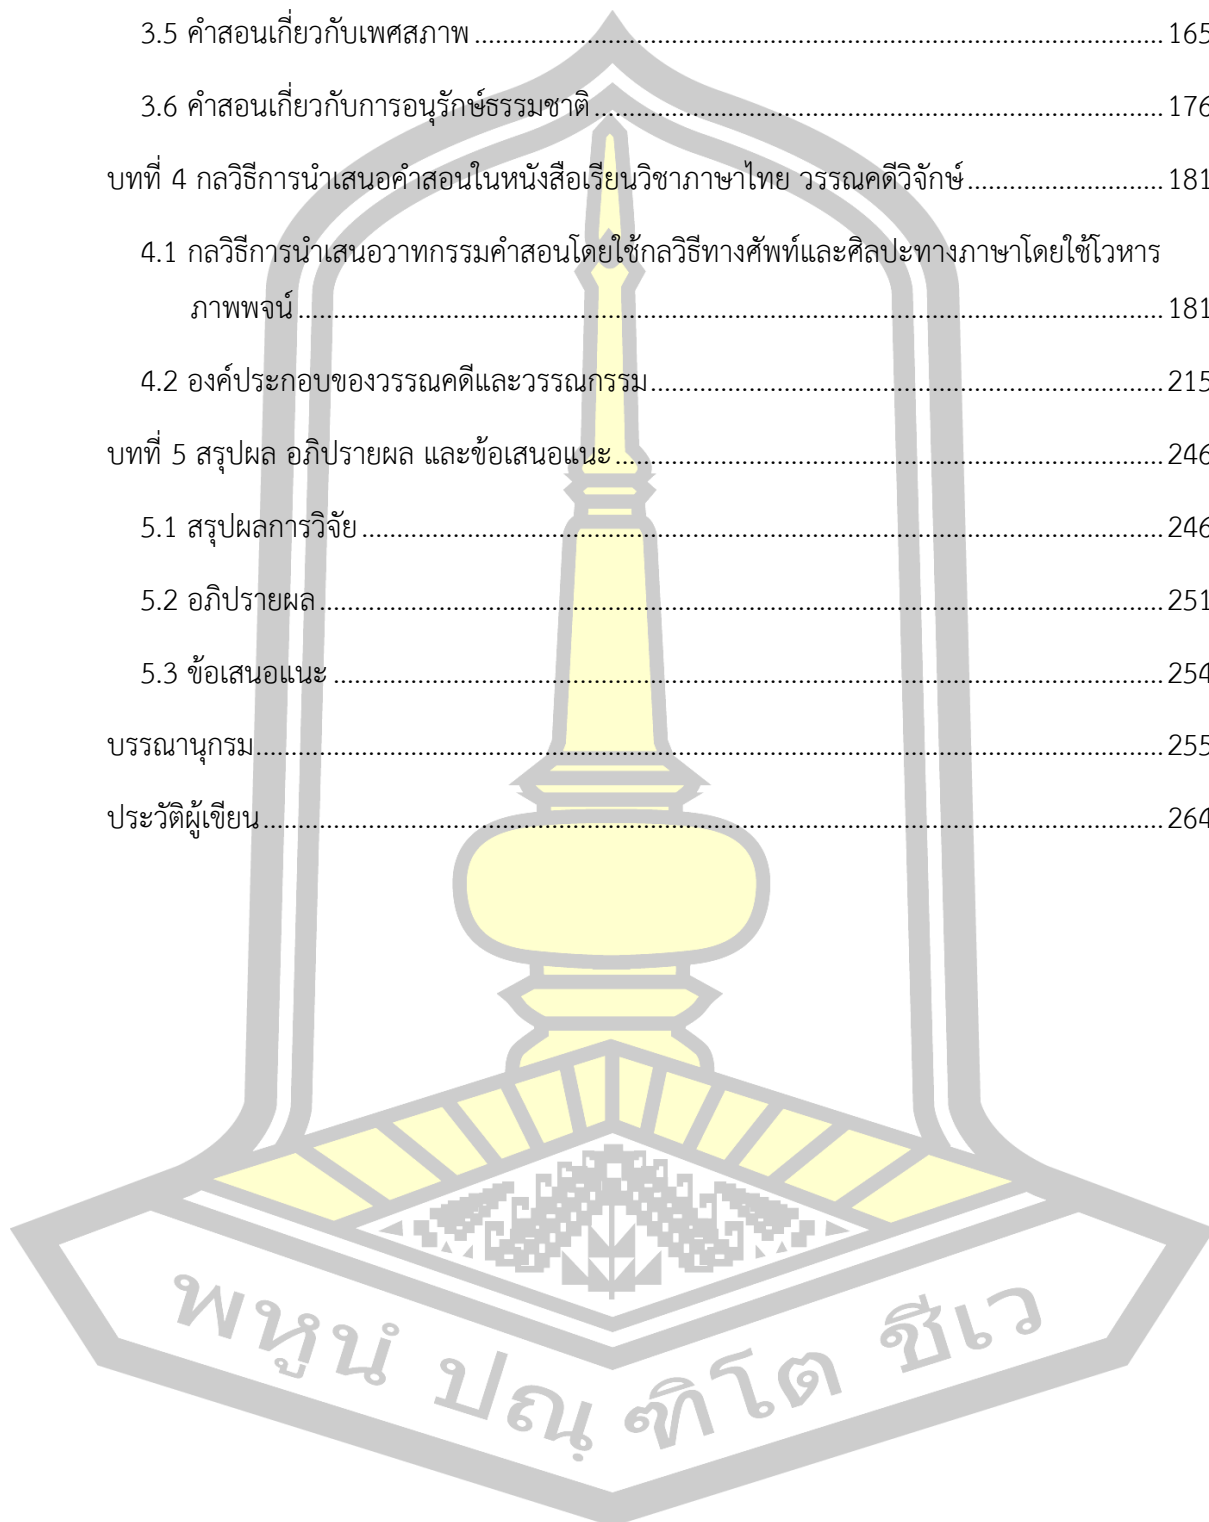 3.5 คำสอนเกี่ยวกับเพศสภาพ ........................................ 165
3.6 คำสอนเกี่ยวกับการอนุรักษ์ธรรมชาติ ........................................ 176
บทที่ 4 กลวิธีการนำเสนอคำสอนในหนังสือเรียนวิชาภาษาไทย วรรณคดีวิจักษ์ ........................................ 181
4.1 กลวิธีการนำเสนอวาทกรรมคำสอนโดยใช้กลวิธีทางศัพท์และศิลปะทางภาษาโดยใช้โวหาร
ภาพพจน์ ........................................ 181
4.2 องค์ประกอบของวรรณคดีและวรรณกรรม ........................................ 215
บทที่ 5 สรุปผล อภิปรายผล และข้อเสนอแนะ ........................................ 246
5.1 สรุปผลการวิจัย ........................................ 246
5.2 อภิปรายผล ........................................ 251
5.3 ข้อเสนอแนะ ........................................ 254
บรรณานุกรม ........................................ 255
ประวัติผู้เขียน ........................................ 264
พหูนํ ปณฺฑิโต ชีเว